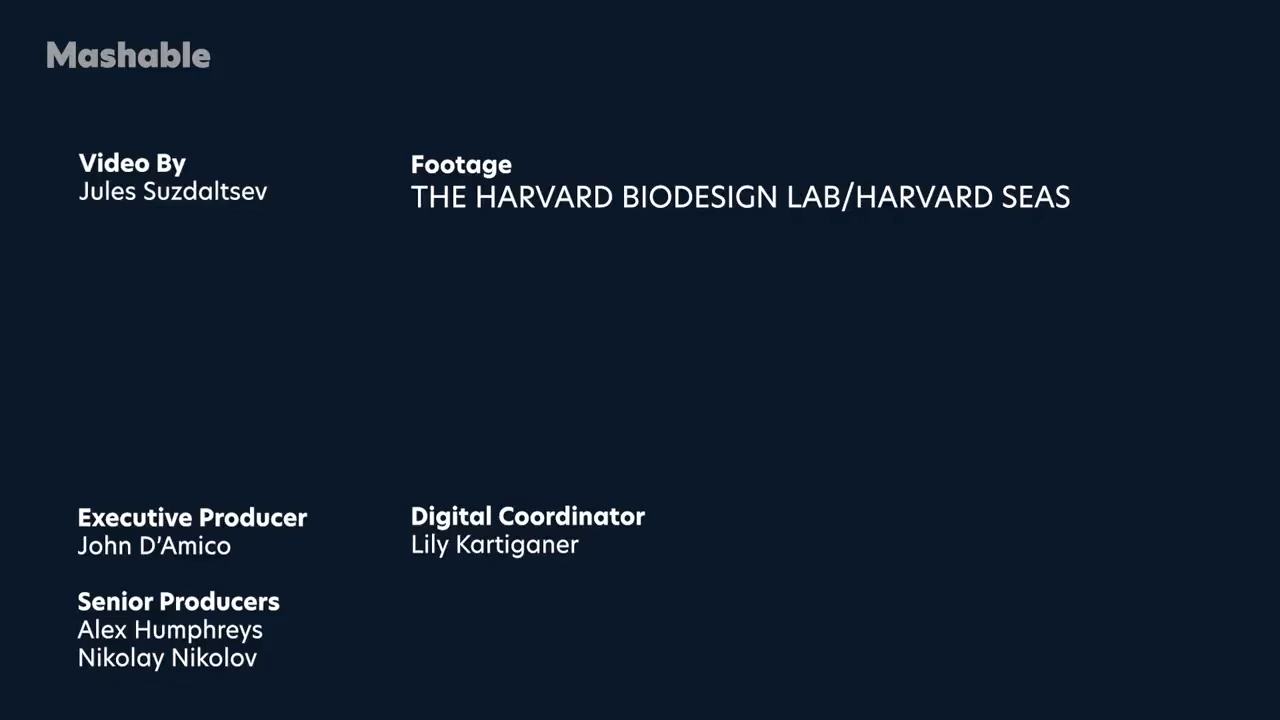 Mashable
Video By
Jules Suzdaltsev
Footage
THE HARVARD BIODESIGN LAB/HARVARD SEAS
Executive Producer
John D’Amico
Digital Coordinator
Lily Kartiganer
Senior Producers
Alex Humphreys
Nikolay Nikolov